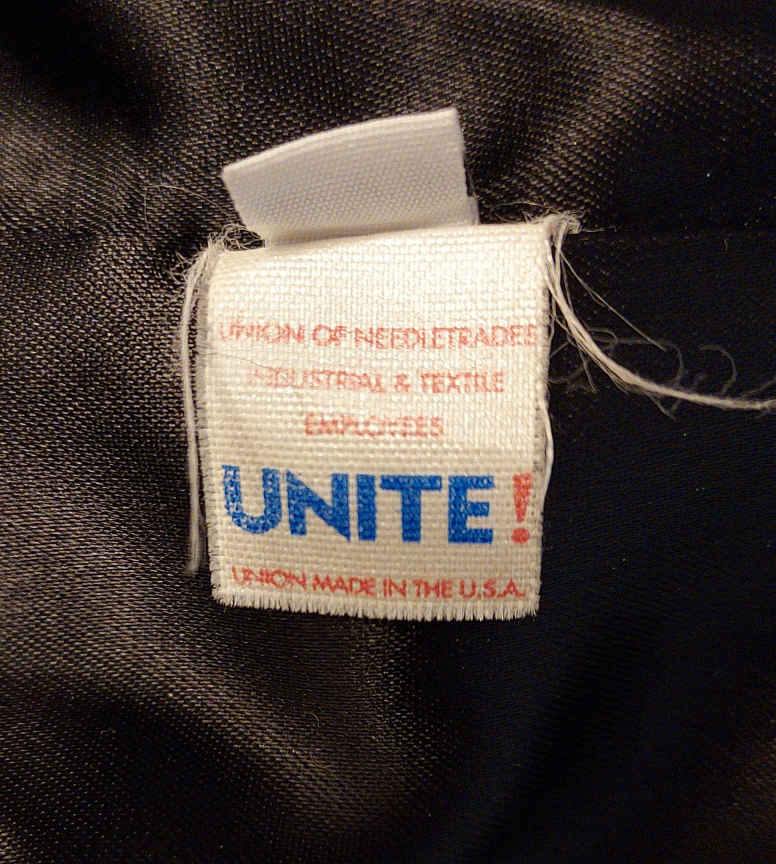 UNION OF NEEDLETRADES
INDUSTRIAL & TEXTILE
EMPLOYEES
UNITE!
UNION MADE IN THE U.S.A.